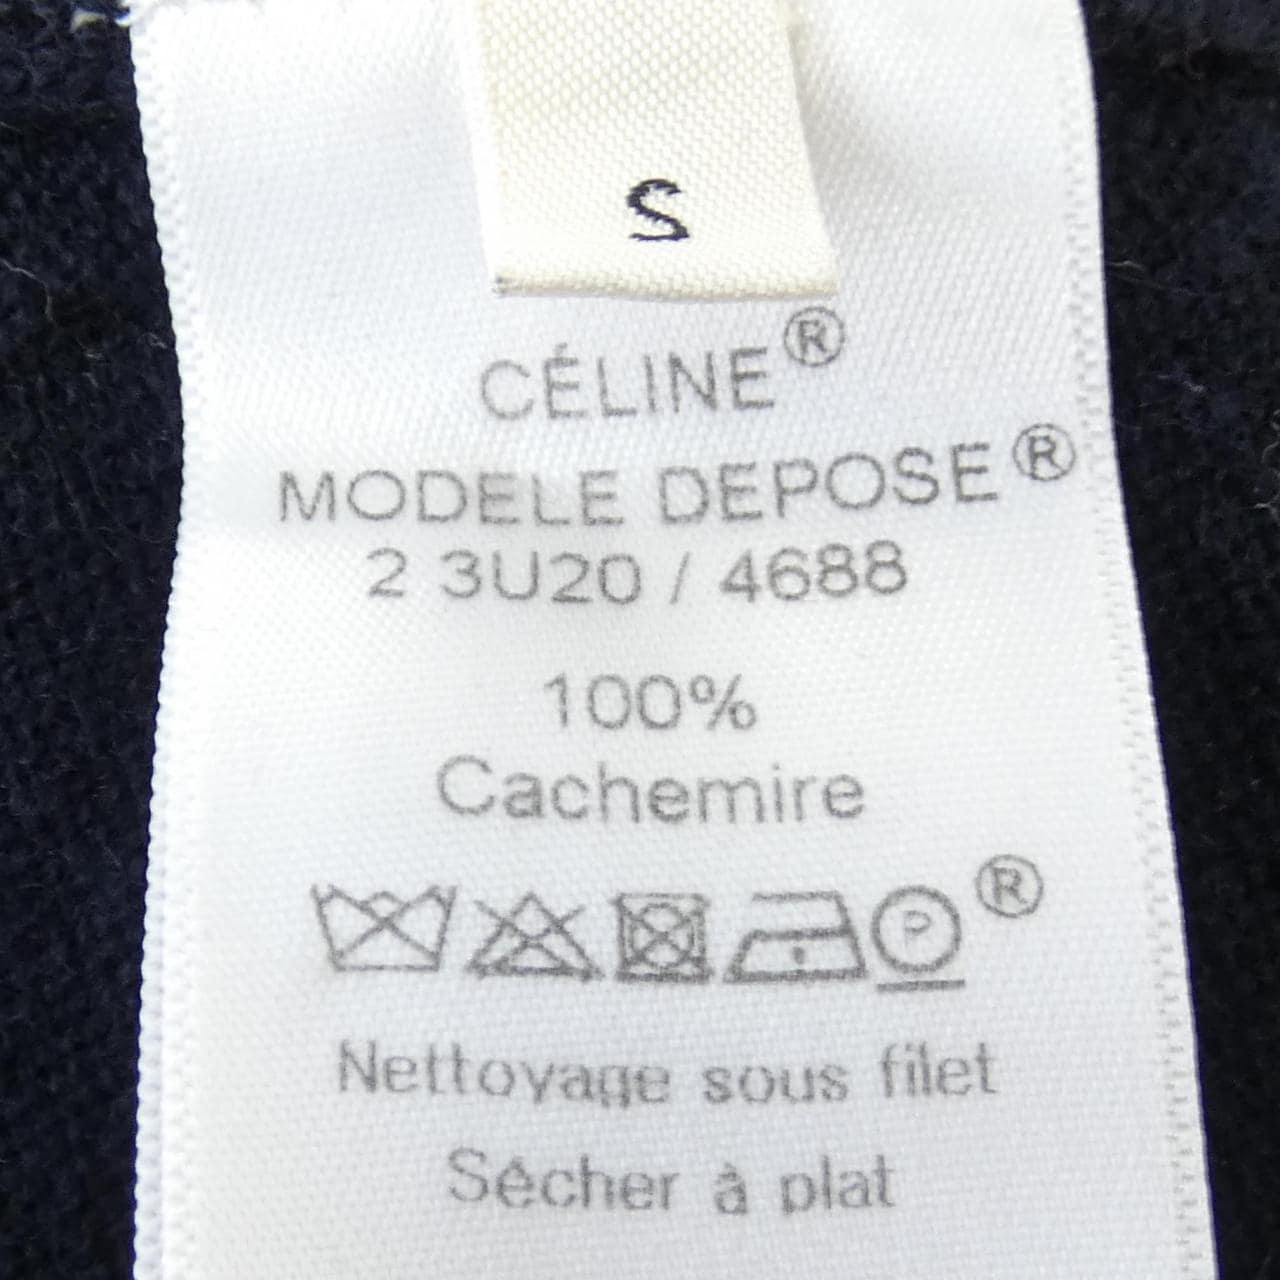 S
CÉLINE®
MODELE DEPOSE®
2 3U20 / 4688
100%
Cachemire
P ®
Nettoyage sous filet
Sécher à plat